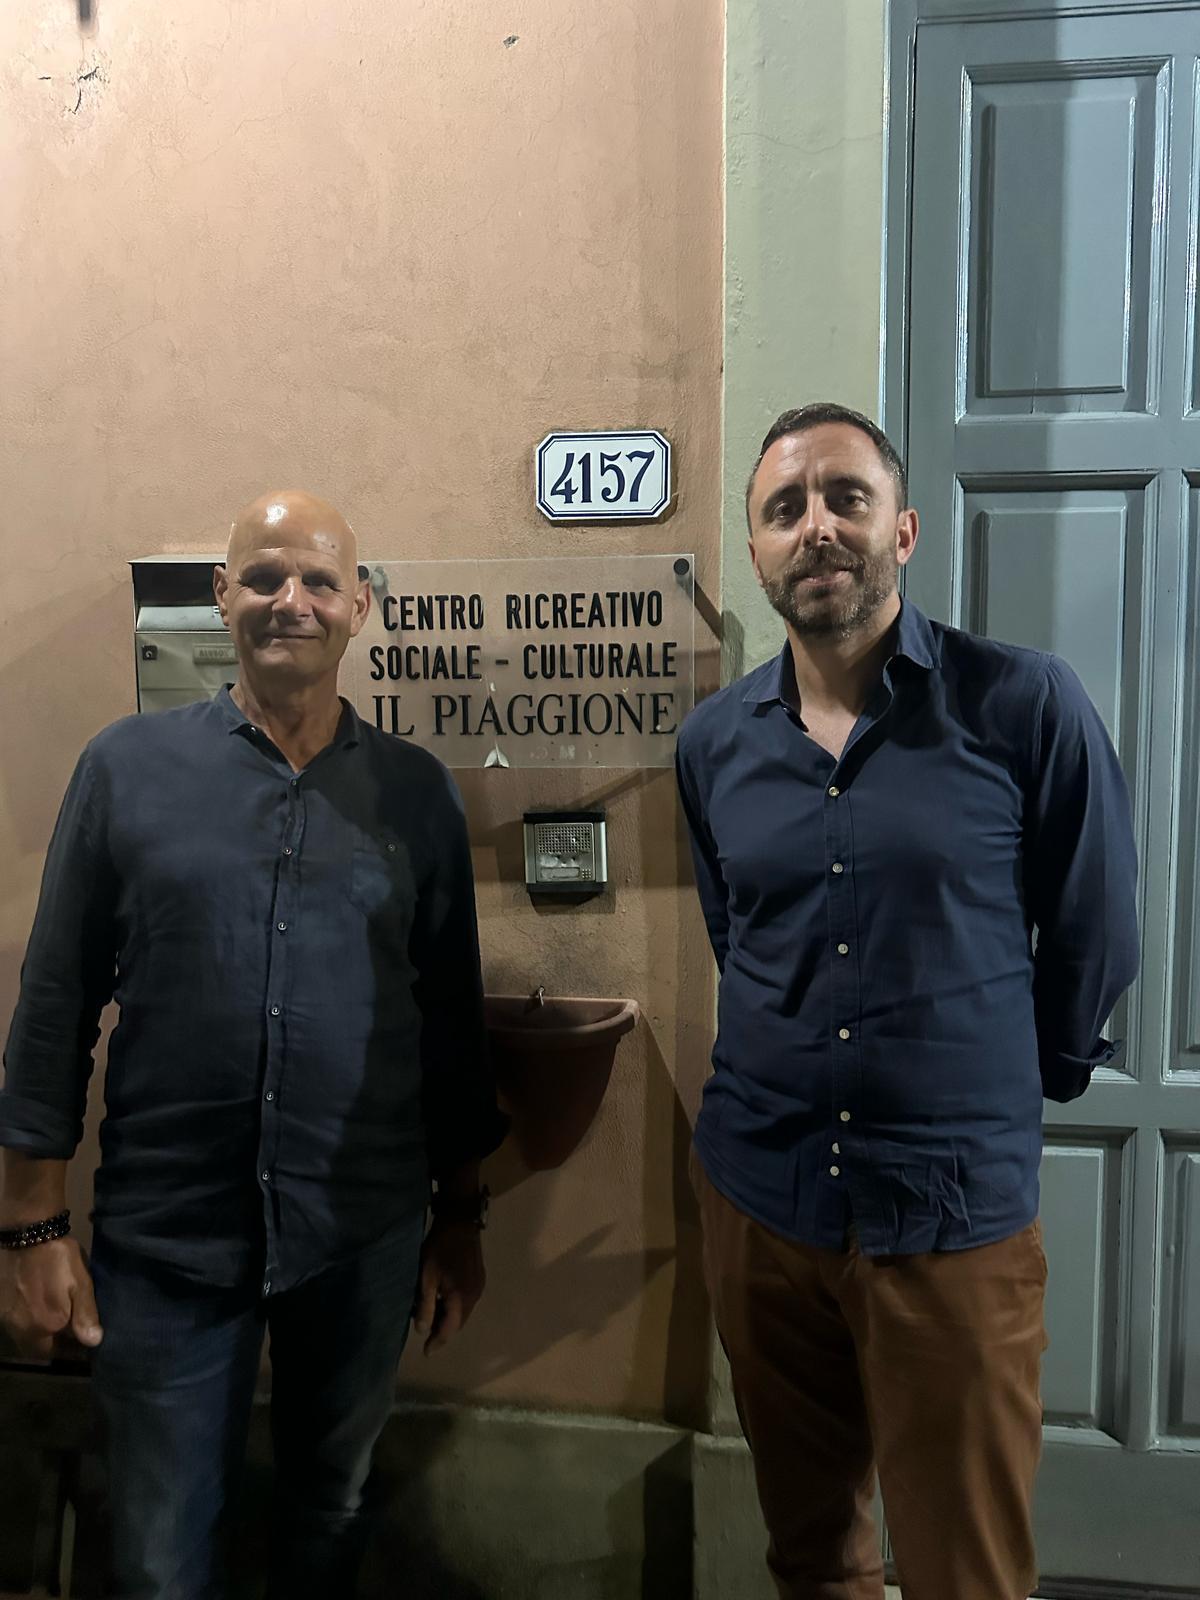 4157
CENTRO RICREATIVO
SOCIALE - CULTURALE
IL PIAGGIONE